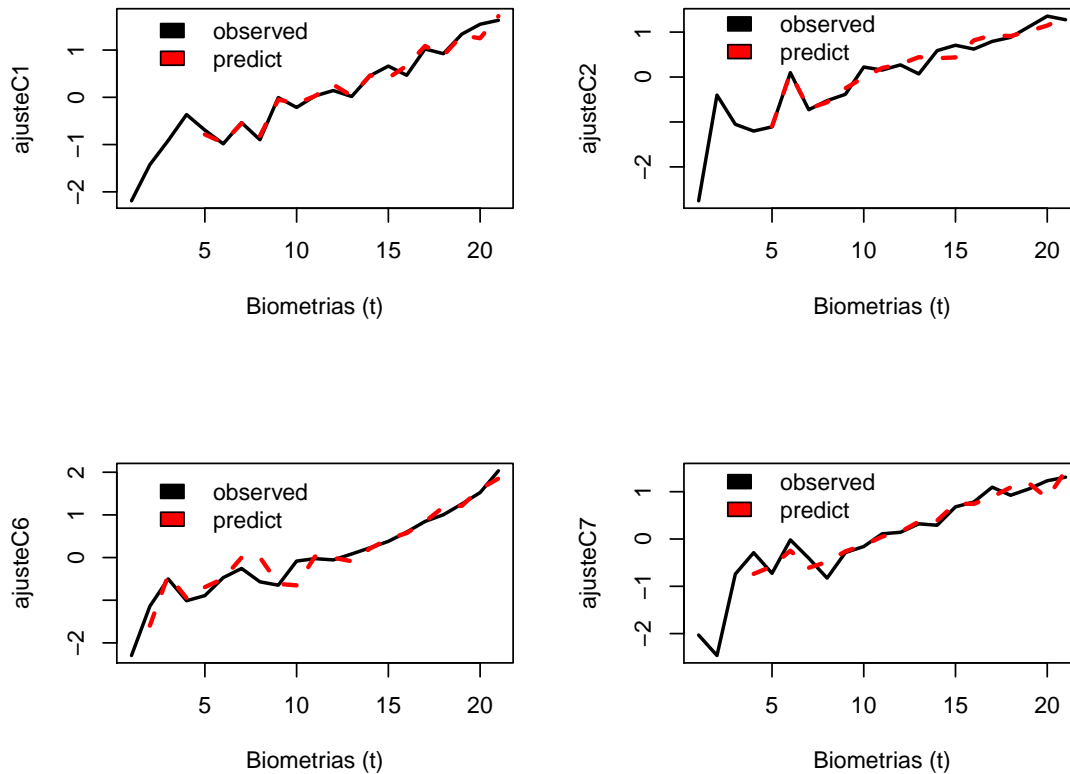 ajusteC1
1
0
−1
−2
observed
predict
5 10 15 20
Biometrias (t)
ajusteC2
1
0
−2
observed
predict
5 10 15 20
Biometrias (t)
ajusteC6
2
1
0
−2
observed
predict
5 10 15 20
Biometrias (t)
ajusteC7
1
0
−1
−2
observed
predict
5 10 15 20
Biometrias (t)